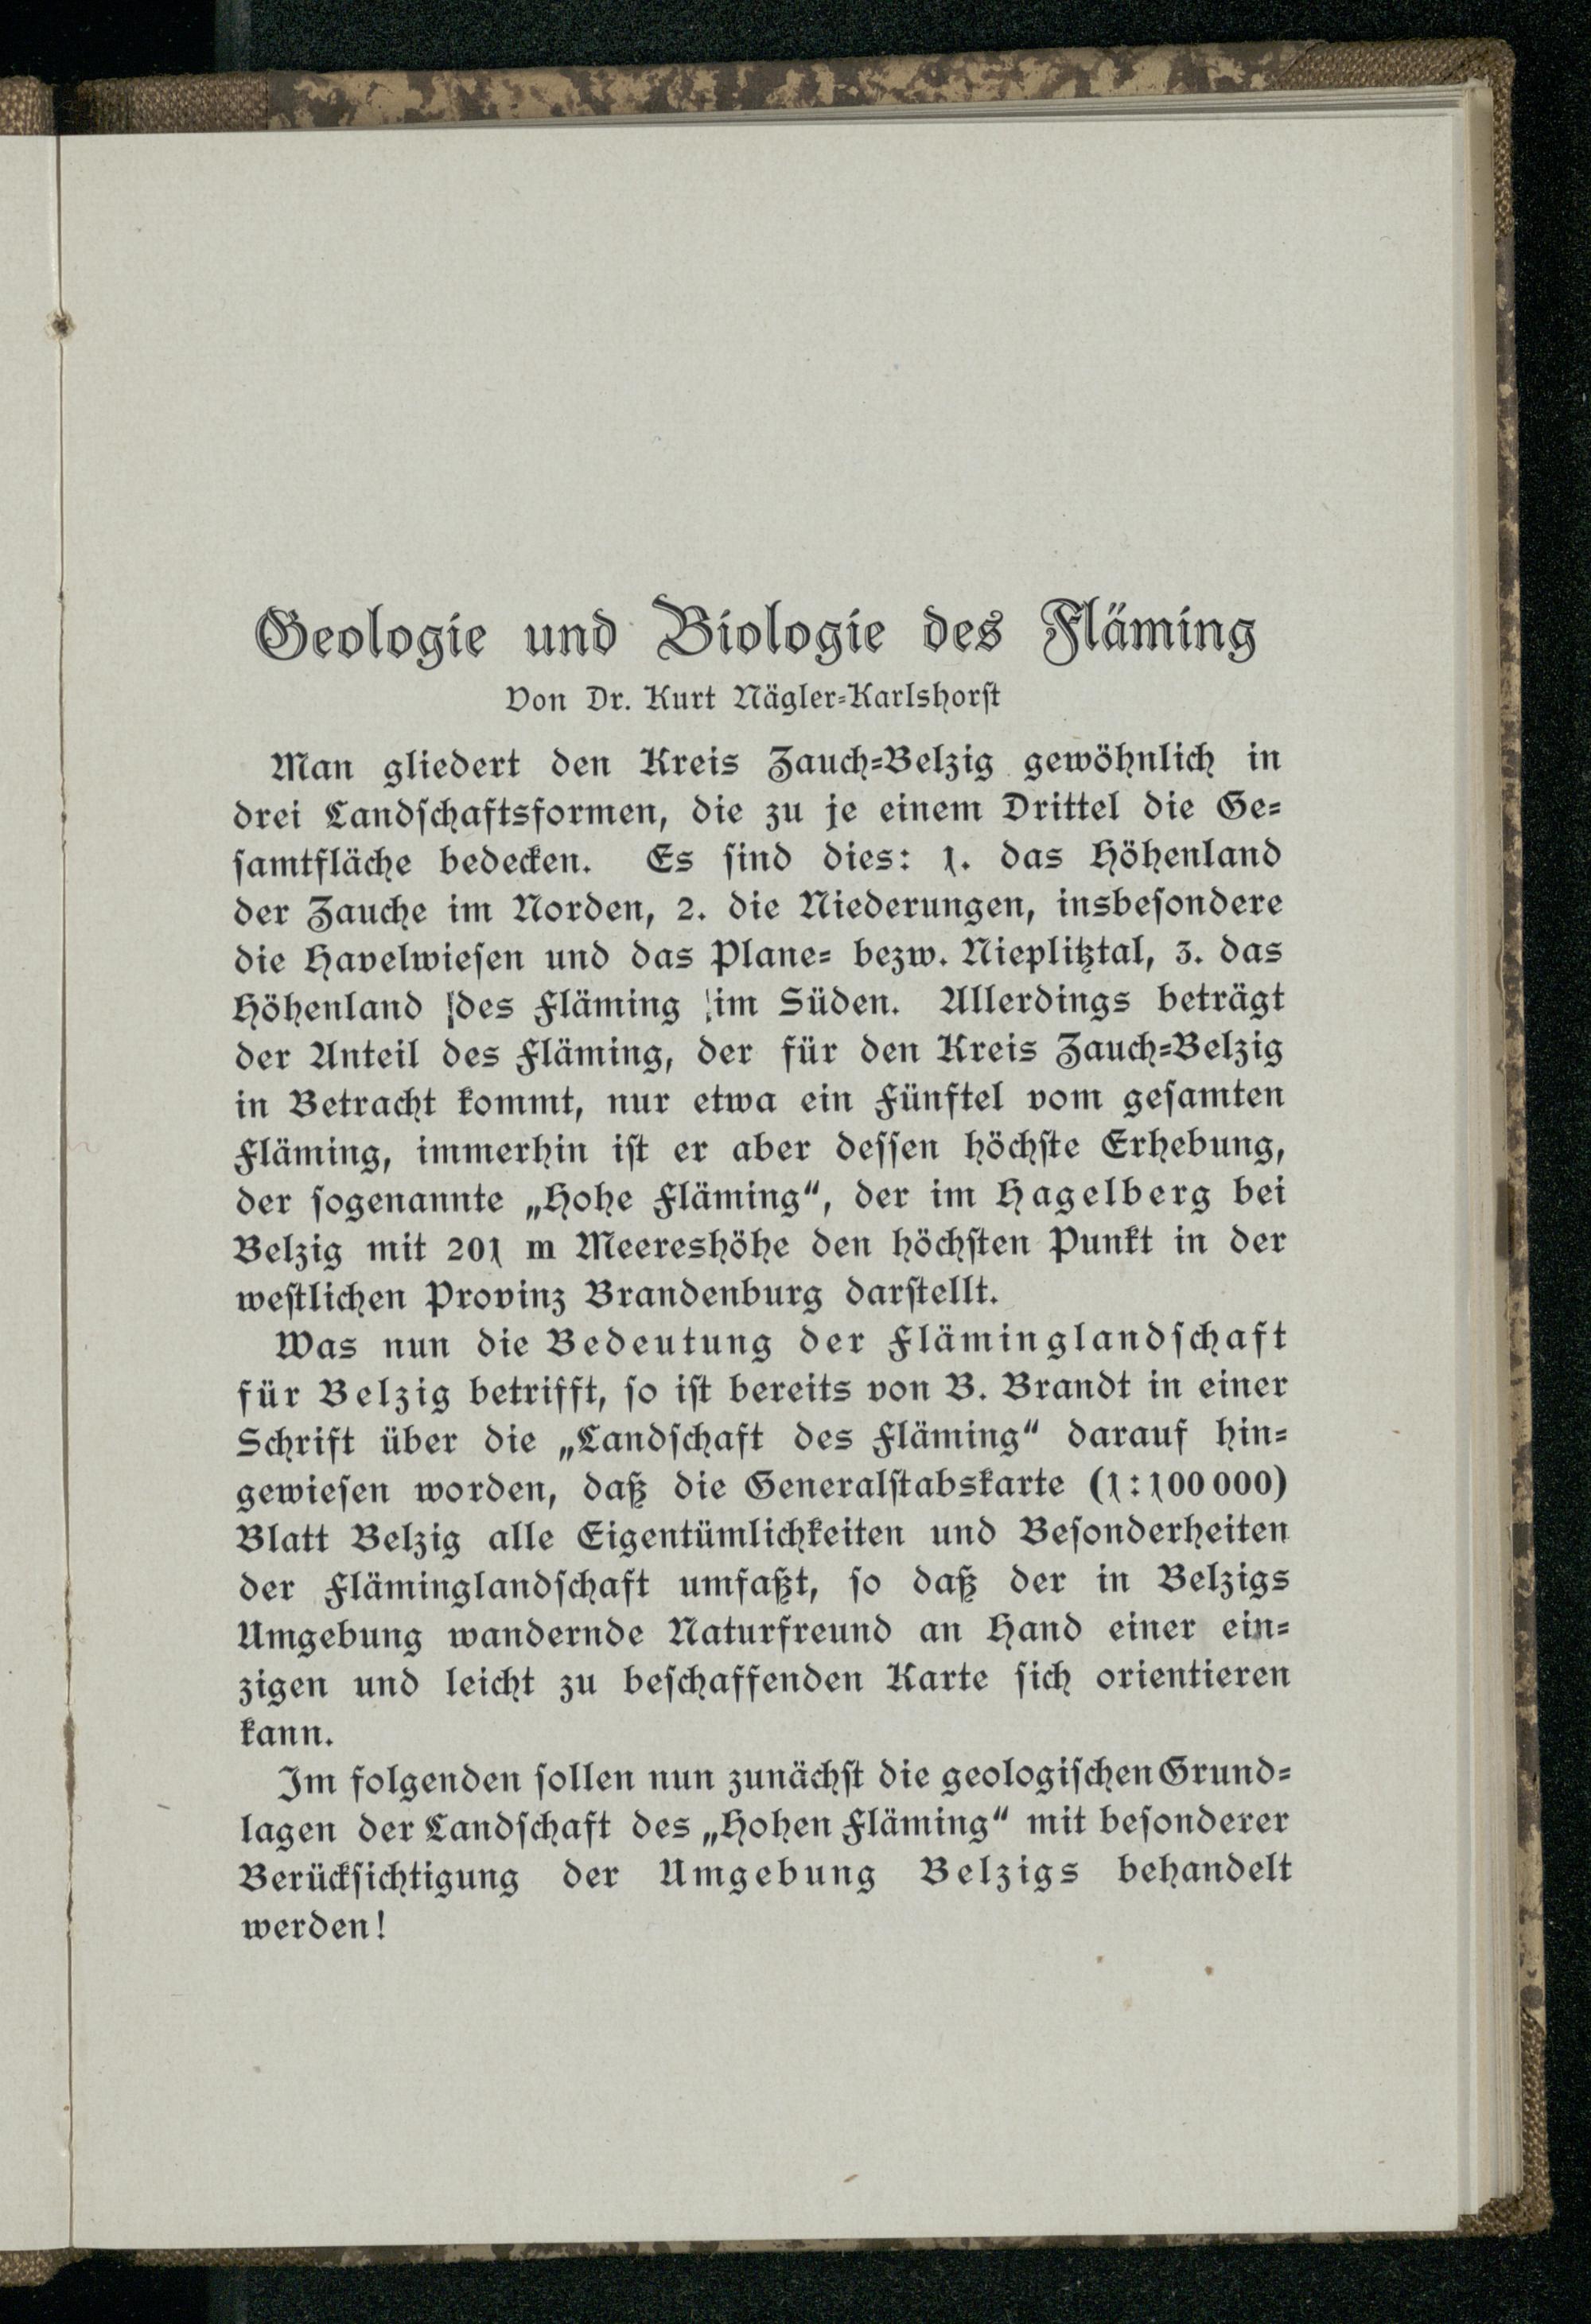 Geologie und Biologie des Fläming
Von Dr. Kurt Nägler-Karlshorst
Man gliedert den Kreis Zauch-Belzig gewöhnlich in
drei Landschaftsformen, die zu je einem Drittel die Ge-
samtfläche bedecken. Es sind dies: 1. das Höhenland
der Zauche im Norden, 2. die Niederungen, insbesondere
die Havelwiesen und das Plane- bezw. Nieplitztal, 3. das
Höhenland des Fläming im Süden. Allerdings beträgt
der Anteil des Fläming, der für den Kreis Zauch-Belzig
in Betracht kommt, nur etwa ein Fünftel vom gesamten
Fläming, immerhin ist er aber dessen höchste Erhebung,
der sogenannte „Hohe Fläming“, der im Hagelberg bei
Belzig mit 201 m Meereshöhe den höchsten Punkt in der
westlichen Provinz Brandenburg darstellt.
Was nun die Bedeutung der Fläminglandschaft
für Belzig betrifft, so ist bereits von B. Brandt in einer
Schrift über die „Landschaft des Fläming“ darauf hin-
gewiesen worden, daß die Generalstabskarte (1:100 000)
Blatt Belzig alle Eigentümlichkeiten und Besonderheiten
der Fläminglandschaft umfaßt, so daß der in Belzigs
Umgebung wandernde Naturfreund an Hand einer ein-
zigen und leicht zu beschaffenden Karte sich orientieren
kann.
Im folgenden sollen nun zunächst die geologischen Grund-
lagen der Landschaft des „Hohen Fläming“ mit besonderer
Berücksichtigung der Umgebung Belzigs behandelt
werden!